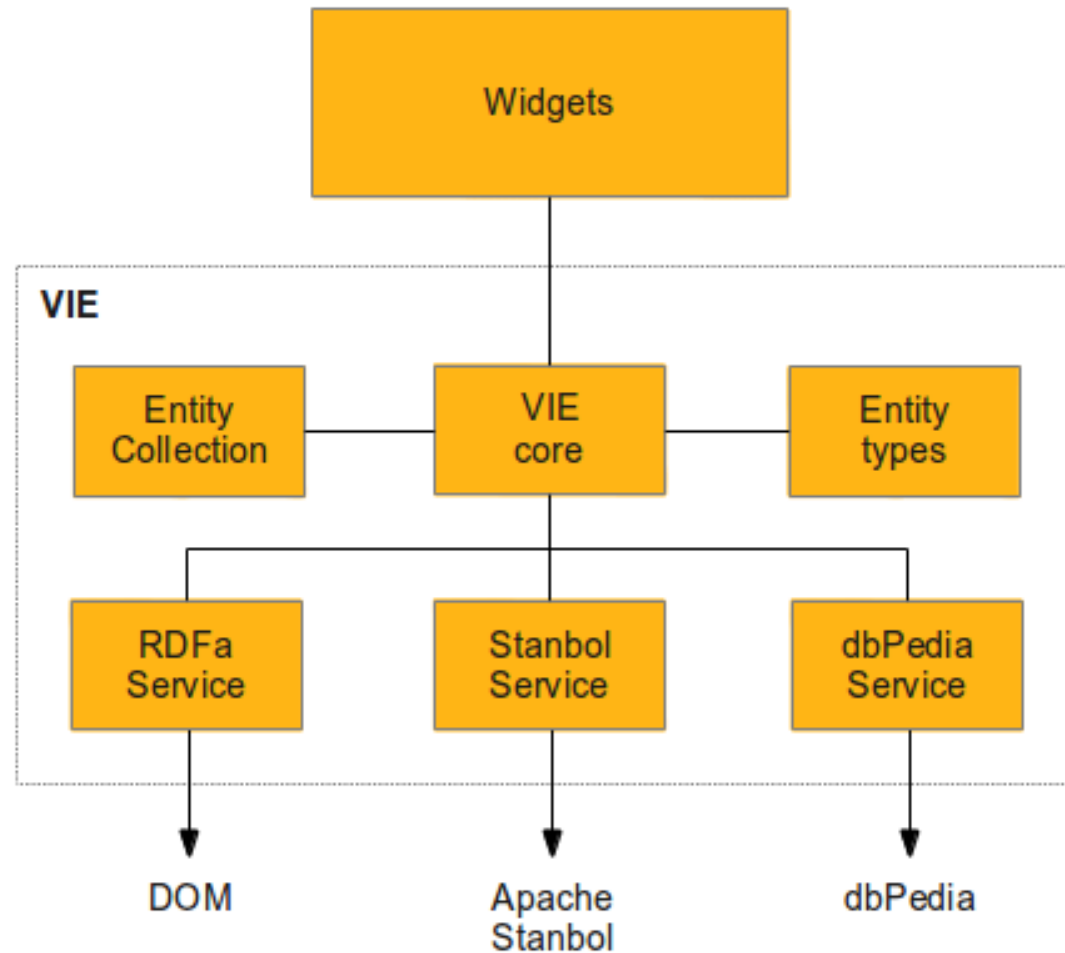 Widgets
VIE
Entity
Collection
VIE
core
Entity
types
RDFa
Service
Stanbol
Service
dbPedia
Service
DOM
Apache
Stanbol
dbPedia